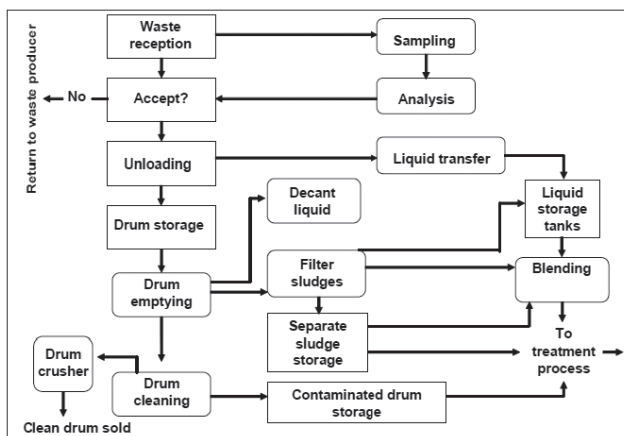 Waste
reception
Sampling
Return to waste producer
No
Accept?
Analysis
Unloading
Liquid transfer
Decant
liquid
Liquid
storage
tanks
Drum storage
Drum
emptying
Filter
sludges
Blending
Separate
sludge
storage
To
treatment
process
Drum
crusher
Drum
cleaning
Contaminated drum
storage
Clean drum sold